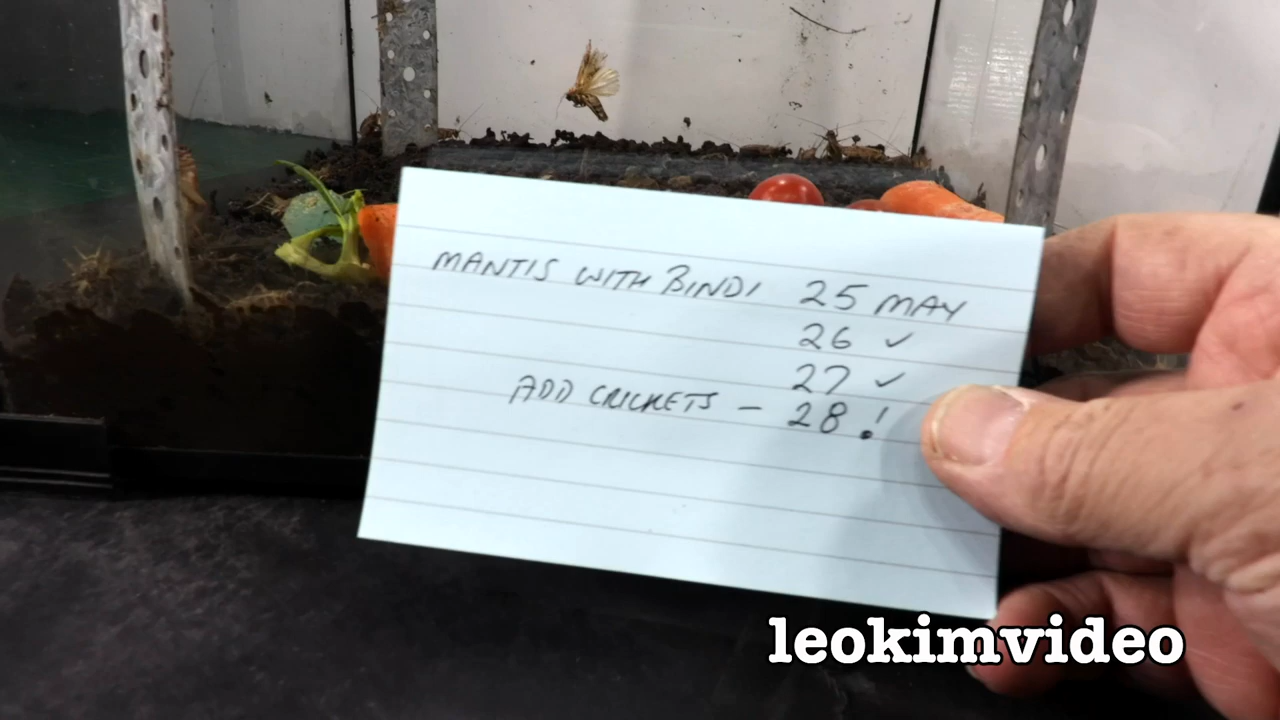 MANTIS WITH BINDI 25 MAY
26 ✓
27 ✓
ADD CRICKETS — 28 !
leokimvideo